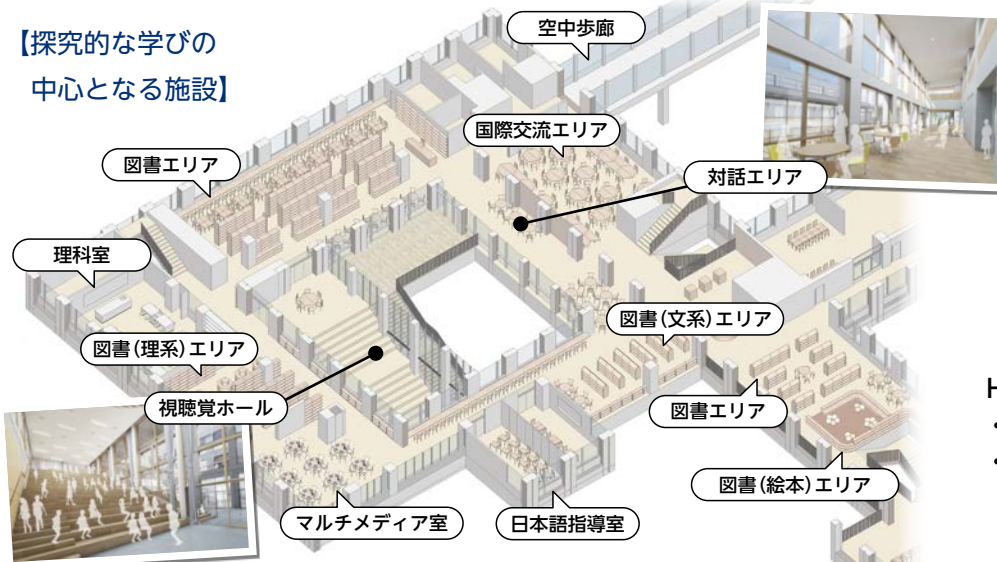 【探究的な学びの
中心となる施設】
空中歩廊
国際交流エリア
図書エリア
対話エリア
理科室
図書(文系)エリア
図書(理系)エリア
視聴覚ホール
図書エリア
図書(絵本)エリア
マルチメディア室
日本語指導室
H
・
・